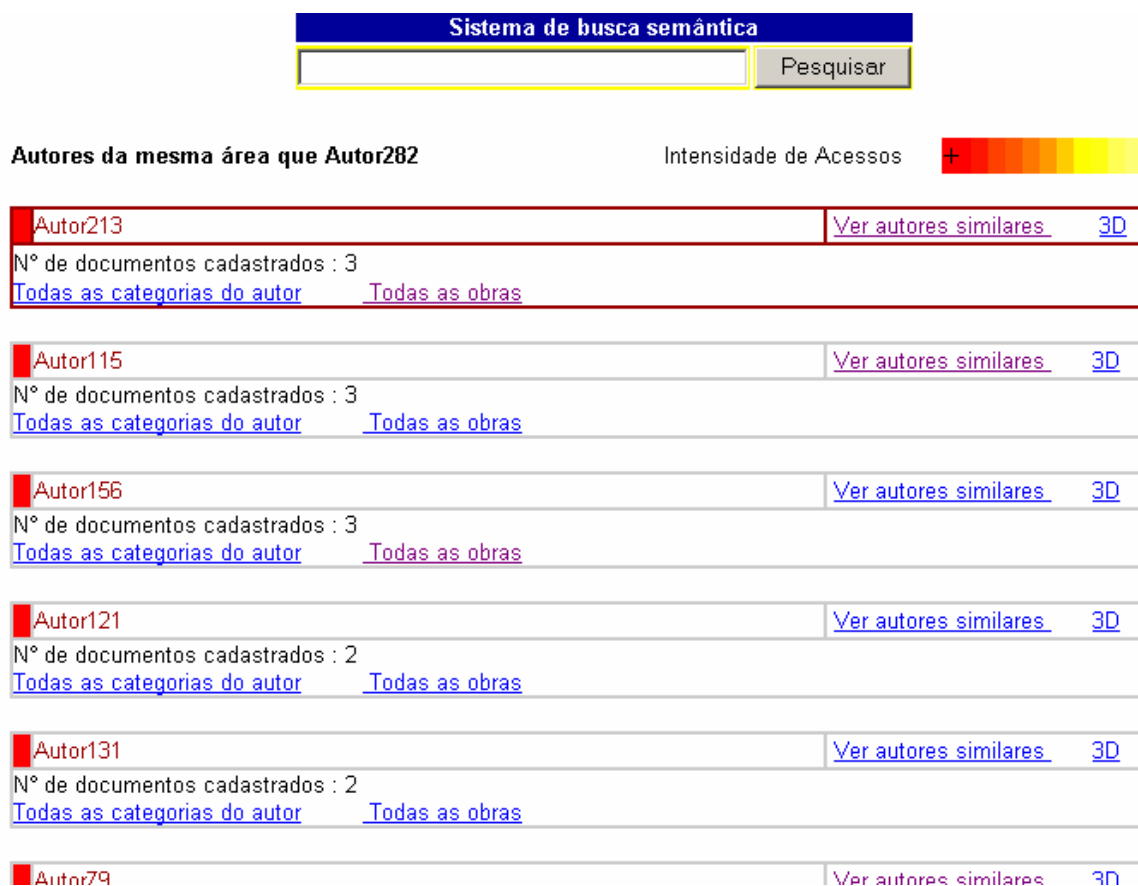 Sistema de busca semântica
Pesquisar
Autores da mesma área que Autor282 Intensidade de Acessos +
Autor213 Ver autores similares 3D
N° de documentos cadastrados : 3
Todas as categorias do autor Todas as obras
Autor115 Ver autores similares 3D
N° de documentos cadastrados : 3
Todas as categorias do autor Todas as obras
Autor156 Ver autores similares 3D
N° de documentos cadastrados : 3
Todas as categorias do autor Todas as obras
Autor121 Ver autores similares 3D
N° de documentos cadastrados : 2
Todas as categorias do autor Todas as obras
Autor131 Ver autores similares 3D
N° de documentos cadastrados : 2
Todas as categorias do autor Todas as obras
Autor79 Ver autores similares 3D